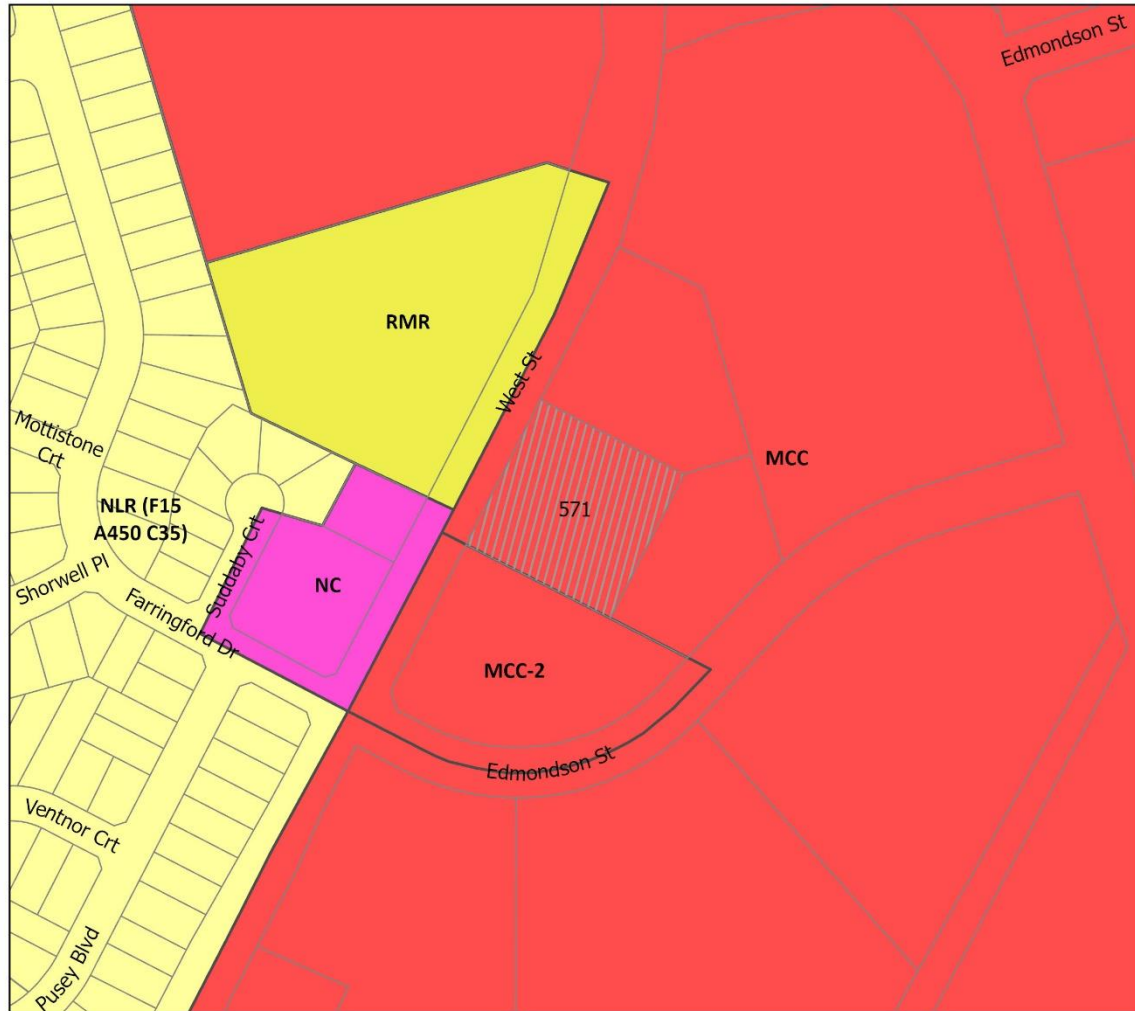 Edmondson St
RMR
West St
Mottistone
Crt
MCC
NLR (F15
A450 C35)
571
Suddaby Crt
Shorwell Pl
NC
Farringford Dr
MCC-2
Edmondson St
Ventnor Crt
Pusey Blvd